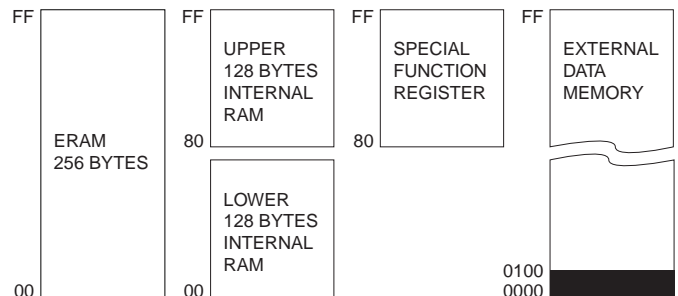 FF
ERAM
256 BYTES
00
FF
UPPER
128 BYTES
INTERNAL
RAM
80
LOWER
128 BYTES
INTERNAL
RAM
00
FF
SPECIAL
FUNCTION
REGISTER
80
FF
EXTERNAL
DATA
MEMORY
0100
0000